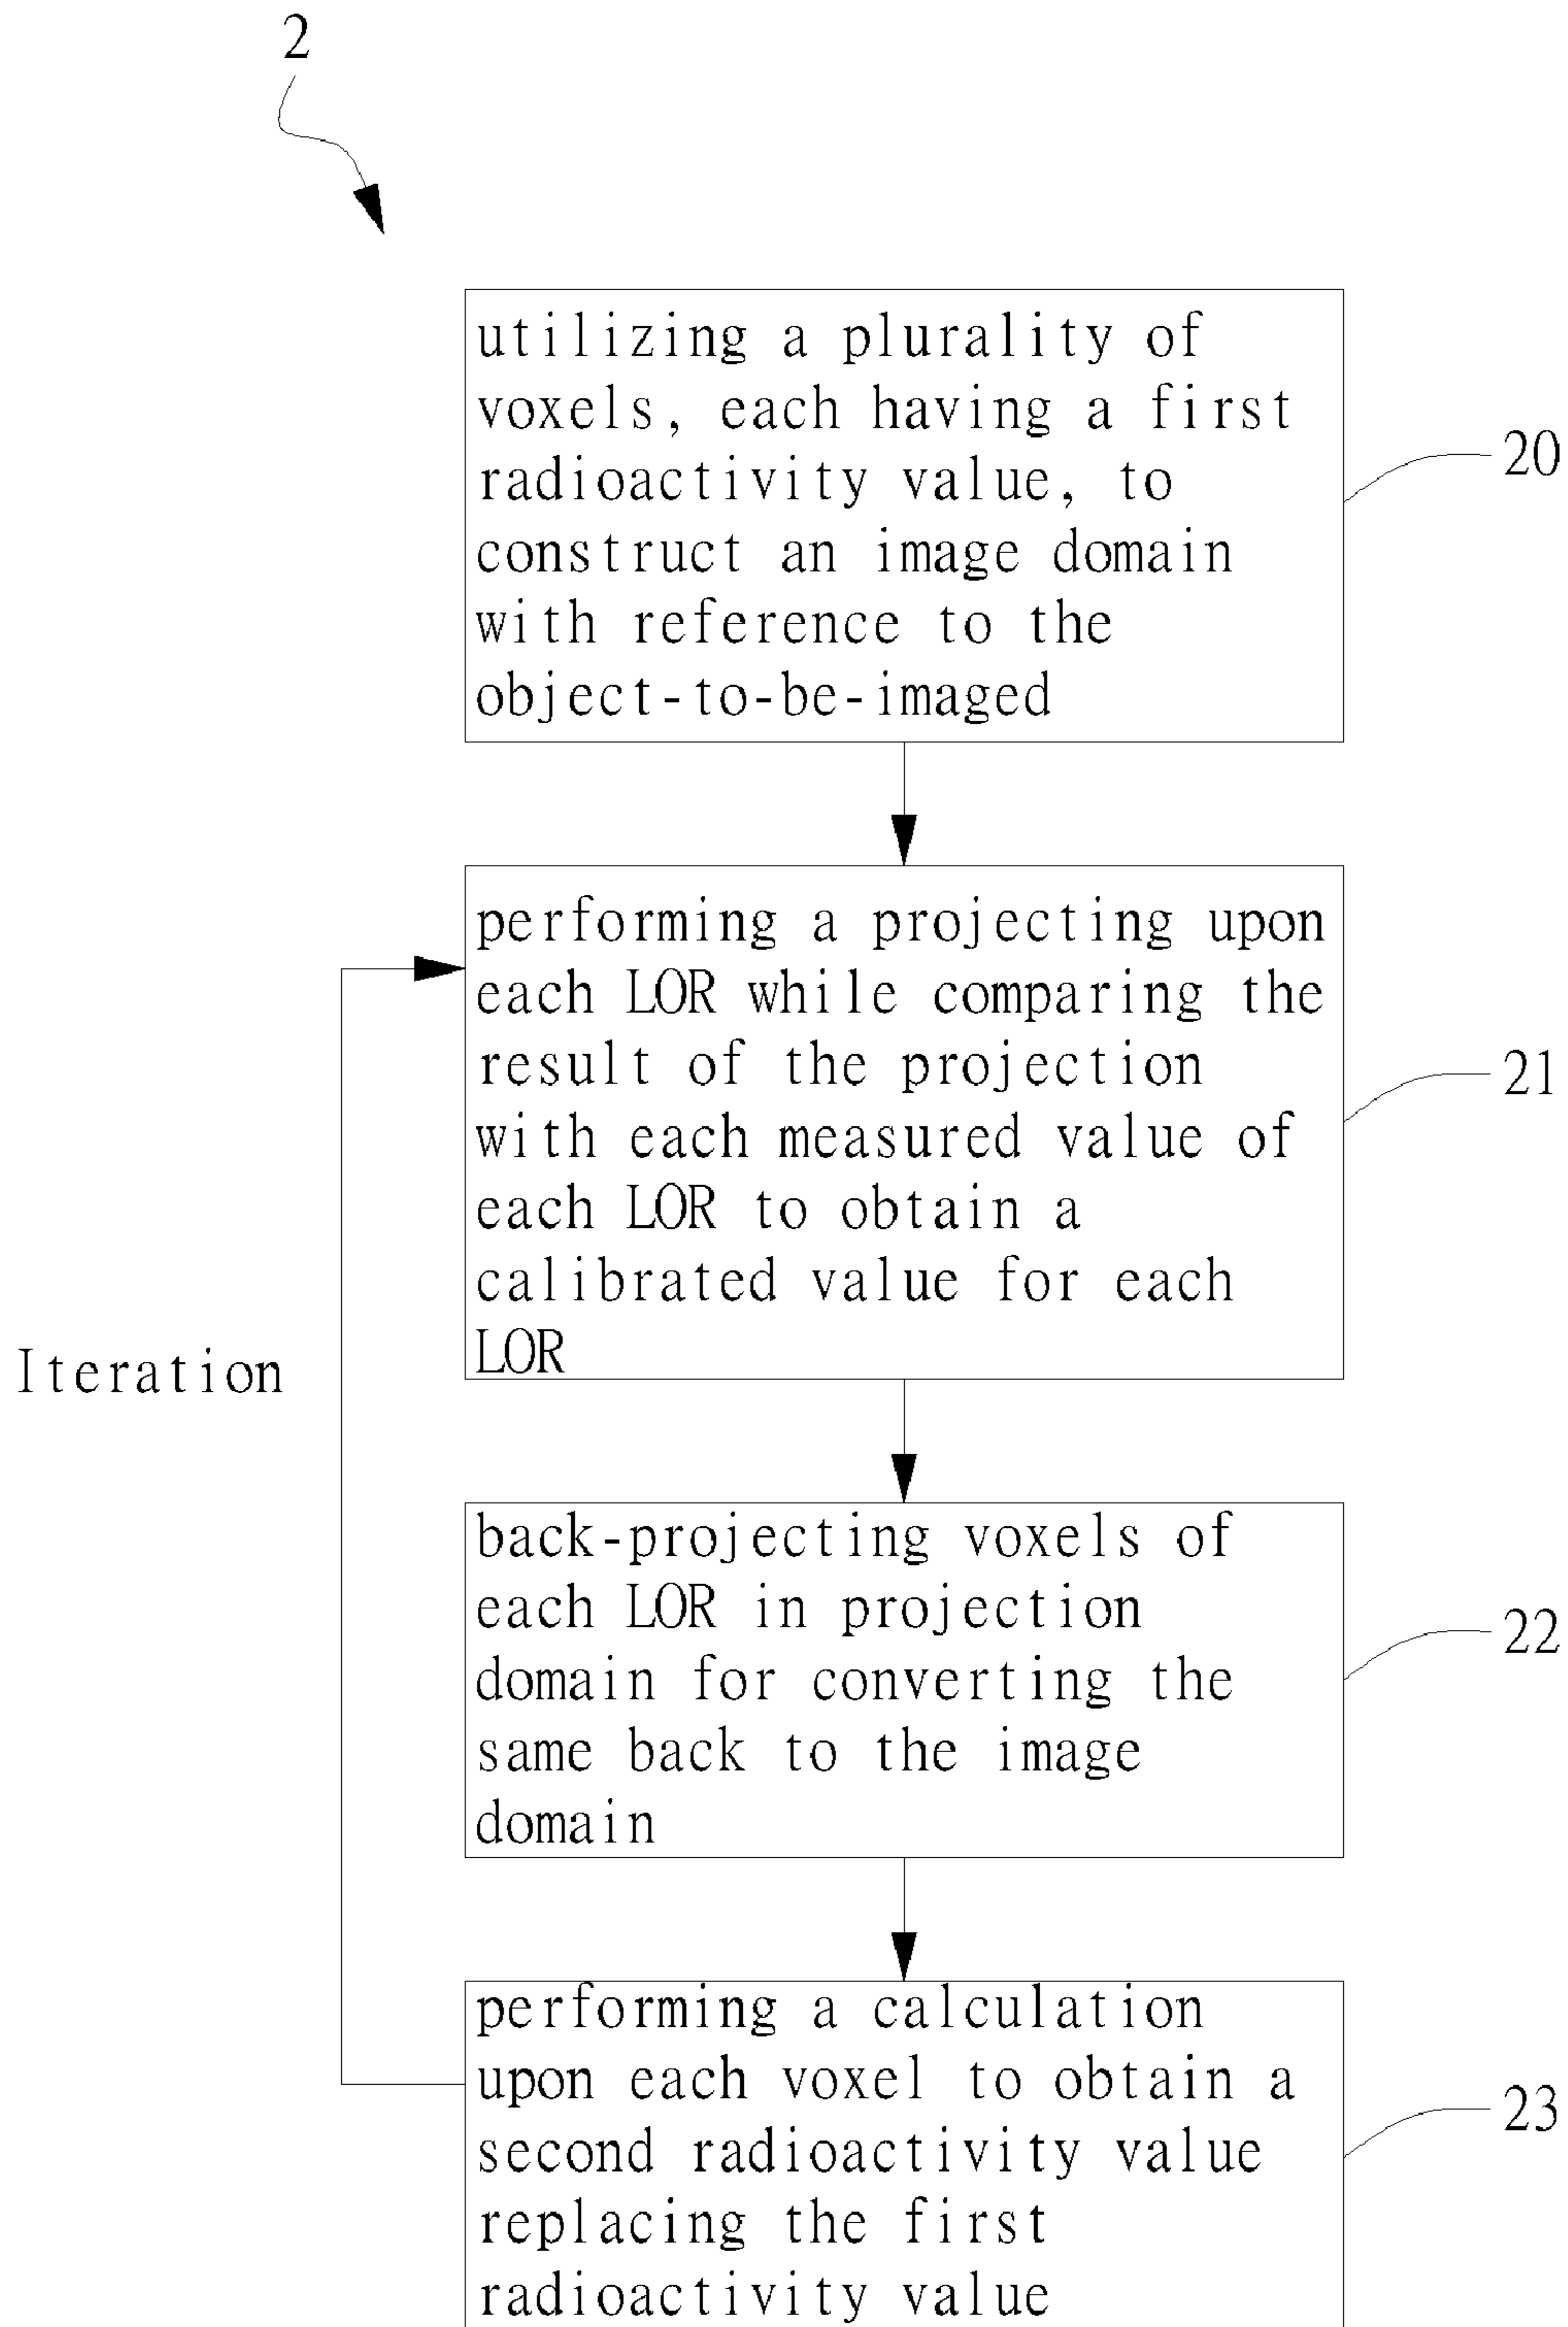 2
utilizing a plurality of
voxels, each having a first
radioactivity value, to
construct an image domain
with reference to the
object-to-be-imaged
20
performing a projecting upon
each LOR while comparing the
result of the projection
with each measured value of
each LOR to obtain a
calibrated value for each
LOR
21
Iteration
back-projecting voxels of
each LOR in projection
domain for converting the
same back to the image
domain
22
performing a calculation
upon each voxel to obtain a
second radioactivity value
replacing the first
radioactivity value
23